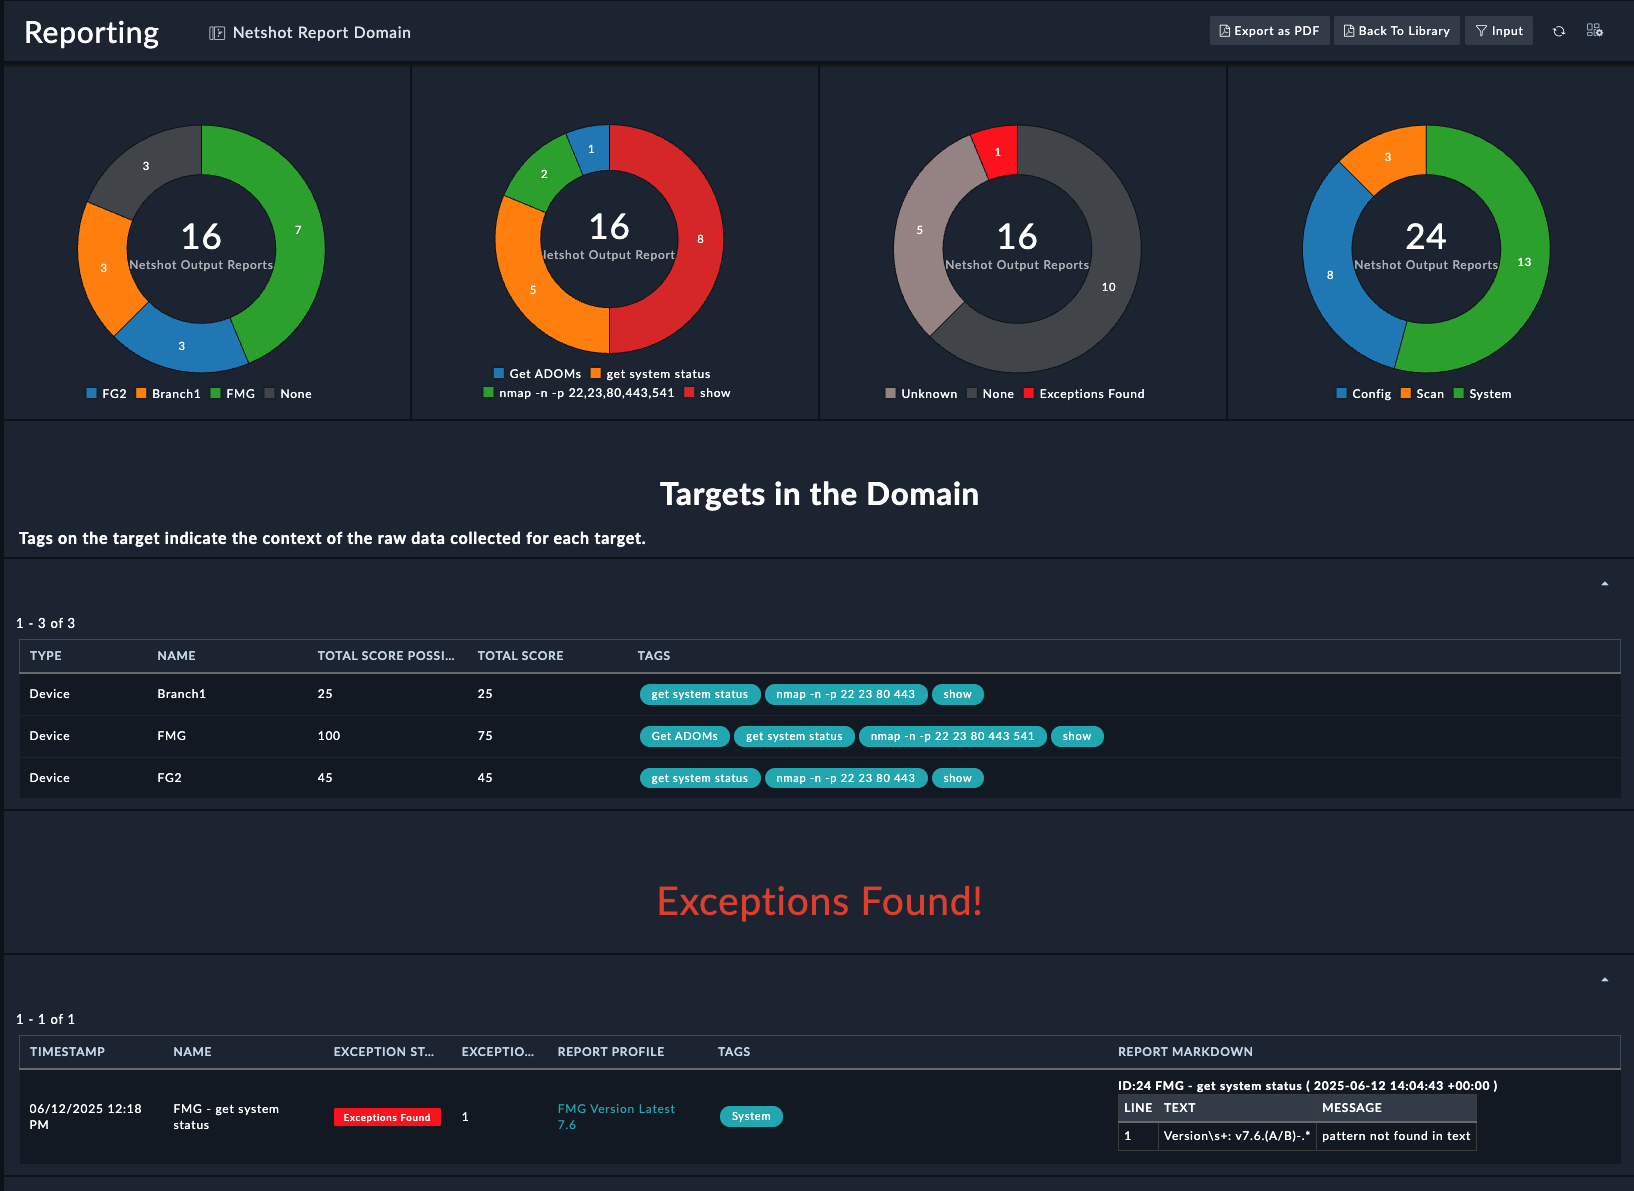 Reporting
Netshot Report Domain
Export as PDF
Back To Library
Input
3
7
3
3
16
Netshot Output Reports
FG2 Branch1 FMG None
1
2
8
5
16
letshot Output Report
Get ADOMs get system status
nmap -n -p 22,23,80,443,541 show
1
5
10
16
Netshot Output Reports
Unknown None Exceptions Found
3
8
13
24
Netshot Output Reports
Config Scan System
Targets in the Domain
Tags on the target indicate the context of the raw data collected for each target.
1 - 3 of 3
TYPE NAME TOTAL SCORE POSSI... TOTAL SCORE TAGS
Device Branch1 25 25 get system status nmap -n -p 22 23 80 443 show
Device FMG 100 75 Get ADOMs get system status nmap -n -p 22 23 80 443 541 show
Device FG2 45 45 get system status nmap -n -p 22 23 80 443 show
Exceptions Found!
1 - 1 of 1
TIMESTAMP NAME EXCEPTION ST... EXCEPTIO... REPORT PROFILE TAGS REPORT MARKDOWN
06/12/2025 12:18
PM
FMG - get system
status
Exceptions Found
1
FMG Version Latest
7.6
System
ID:24 FMG - get system status ( 2025-06-12 14:04:43 +00:00 )
LINE TEXT MESSAGE
1 Version\s+: v7.6.(A/B)-.* pattern not found in text